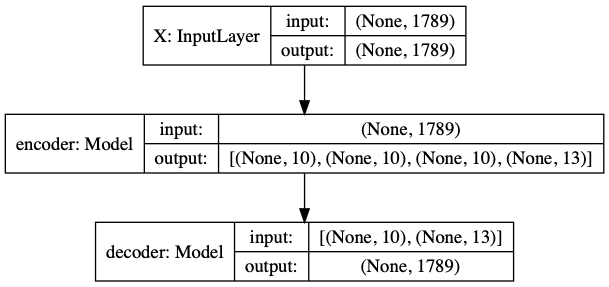 X: InputLayer
input: (None, 1789)
output: (None, 1789)
encoder: Model
input: (None, 1789)
output: [(None, 10), (None, 10), (None, 10), (None, 13)]
decoder: Model
input: [(None, 10), (None, 13)]
output: (None, 1789)